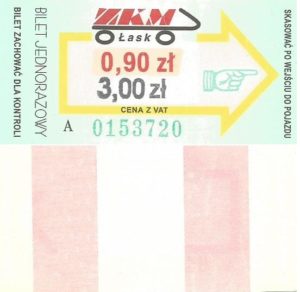 BILET ZACHOWAĆ DLA KONTROLI
BILET JEDNORAZOWY
ZKM
Łask
0,90 zł
3,00 zł
CENA Z VAT
A 0153720
SKASOWAĆ PO WEJŚCIU DO POJAZDU